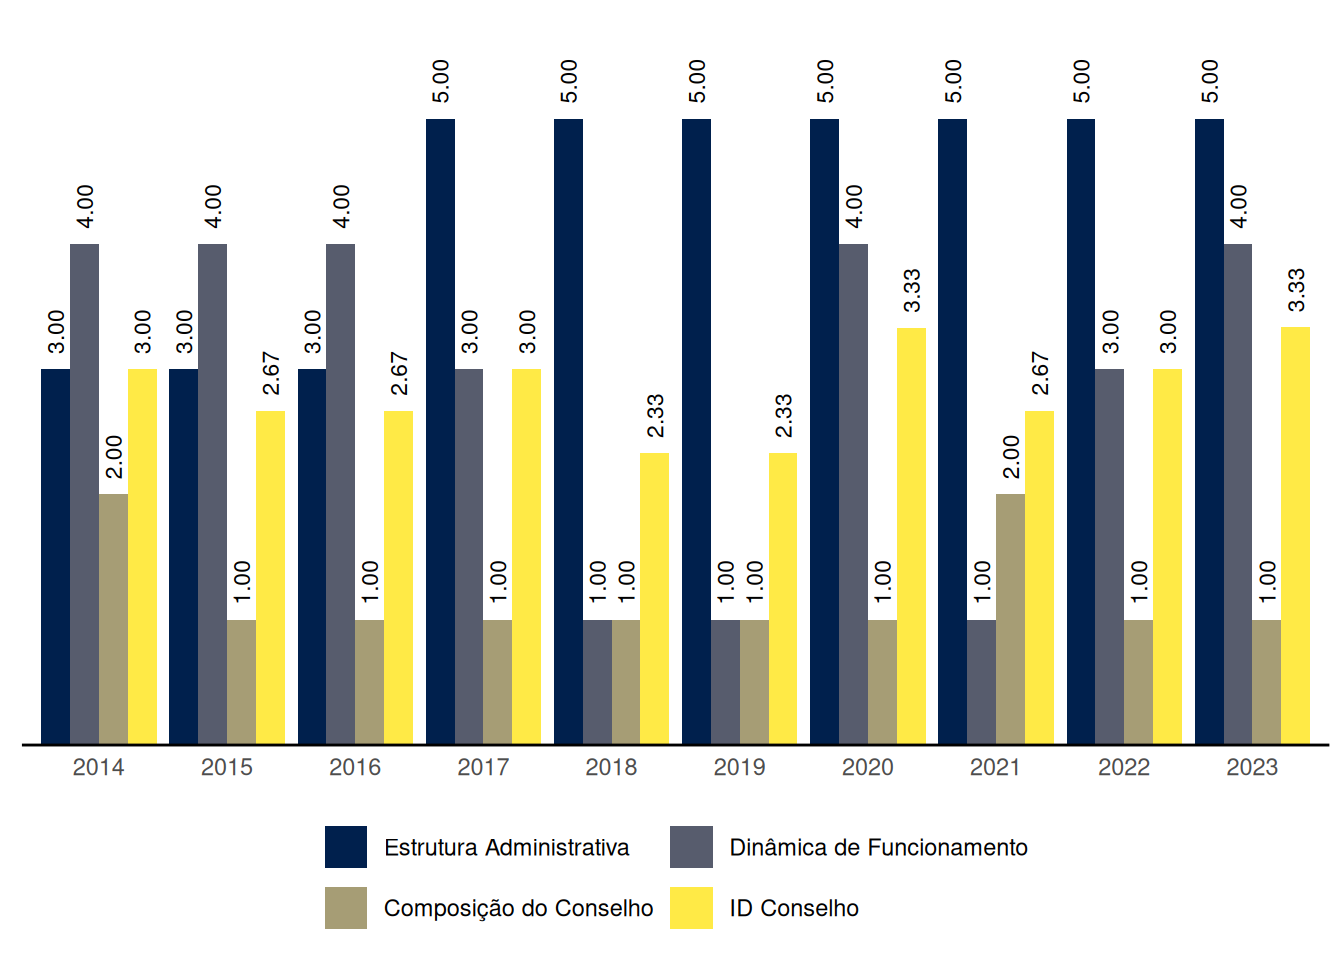 5.00 5.00 5.00 5.00 5.00 5.00 5.00
4.00 4.00 4.00 4.00 4.00
3.33 3.33
3.00 3.00 3.00 3.00 3.00 3.00 3.00 3.00
2.67 2.67 2.67
2.33 2.33
2.00 2.00
1.00 1.00 1.00 1.00 1.00 1.00 1.00 1.00 1.00 1.00 1.00
2014 2015 2016 2017 2018 2019 2020 2021 2022 2023
Estrutura Administrativa Dinâmica de Funcionamento
Composição do Conselho ID Conselho